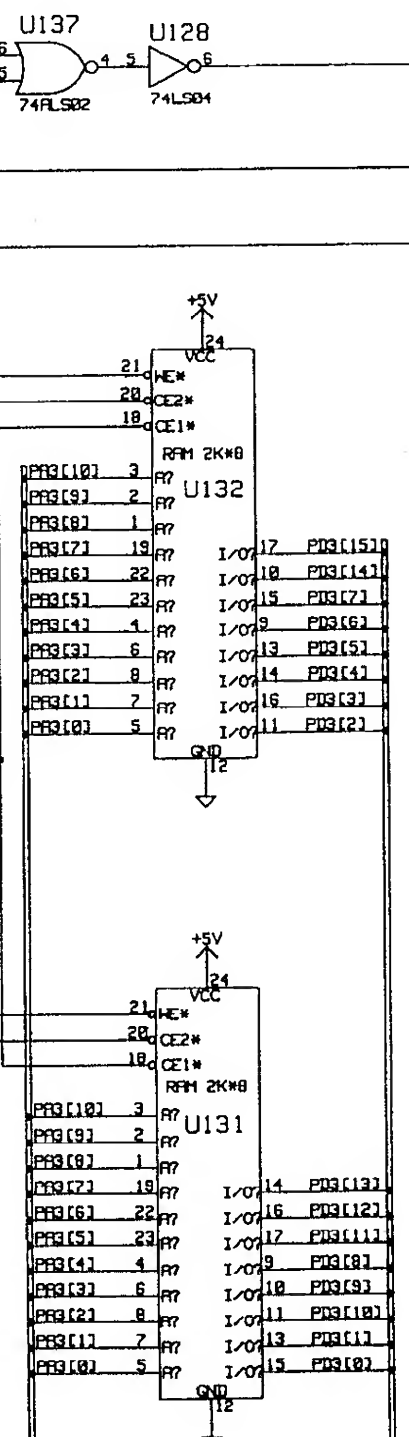 U137 U128
6 4 5 6
5
74ALS02 74LS04
+5V
24
VCC
21 WE*
20 CE2*
18 CE1*
RAM 2K*8
U132
PA3[10] 3 A?
PA3[9] 2 A?
PA3[8] 1 A?
PA3[7] 19 A? I/O? 17 PD3[15]
PA3[6] 22 A? I/O? 10 PD3[14]
PA3[5] 23 A? I/O? 15 PD3[7]
PA3[4] 4 A? I/O? 9 PD3[6]
PA3[3] 6 A? I/O? 13 PD3[5]
PA3[2] 8 A? I/O? 14 PD3[4]
PA3[1] 7 A? I/O? 16 PD3[3]
PA3[0] 5 A? I/O? 11 PD3[2]
GND
12
+5V
24
VCC
21 WE*
20 CE2*
18 CE1*
RAM 2K*8
U131
PA3[10] 3 A?
PA3[9] 2 A?
PA3[8] 1 A?
PA3[7] 19 A? I/O? 14 PD3[13]
PA3[6] 22 A? I/O? 16 PD3[12]
PA3[5] 23 A? I/O? 17 PD3[11]
PA3[4] 4 A? I/O? 9 PD3[8]
PA3[3] 6 A? I/O? 10 PD3[9]
PA3[2] 8 A? I/O? 11 PD3[10]
PA3[1] 7 A? I/O? 13 PD3[1]
PA3[0] 5 A? I/O? 15 PD3[0]
GND
12